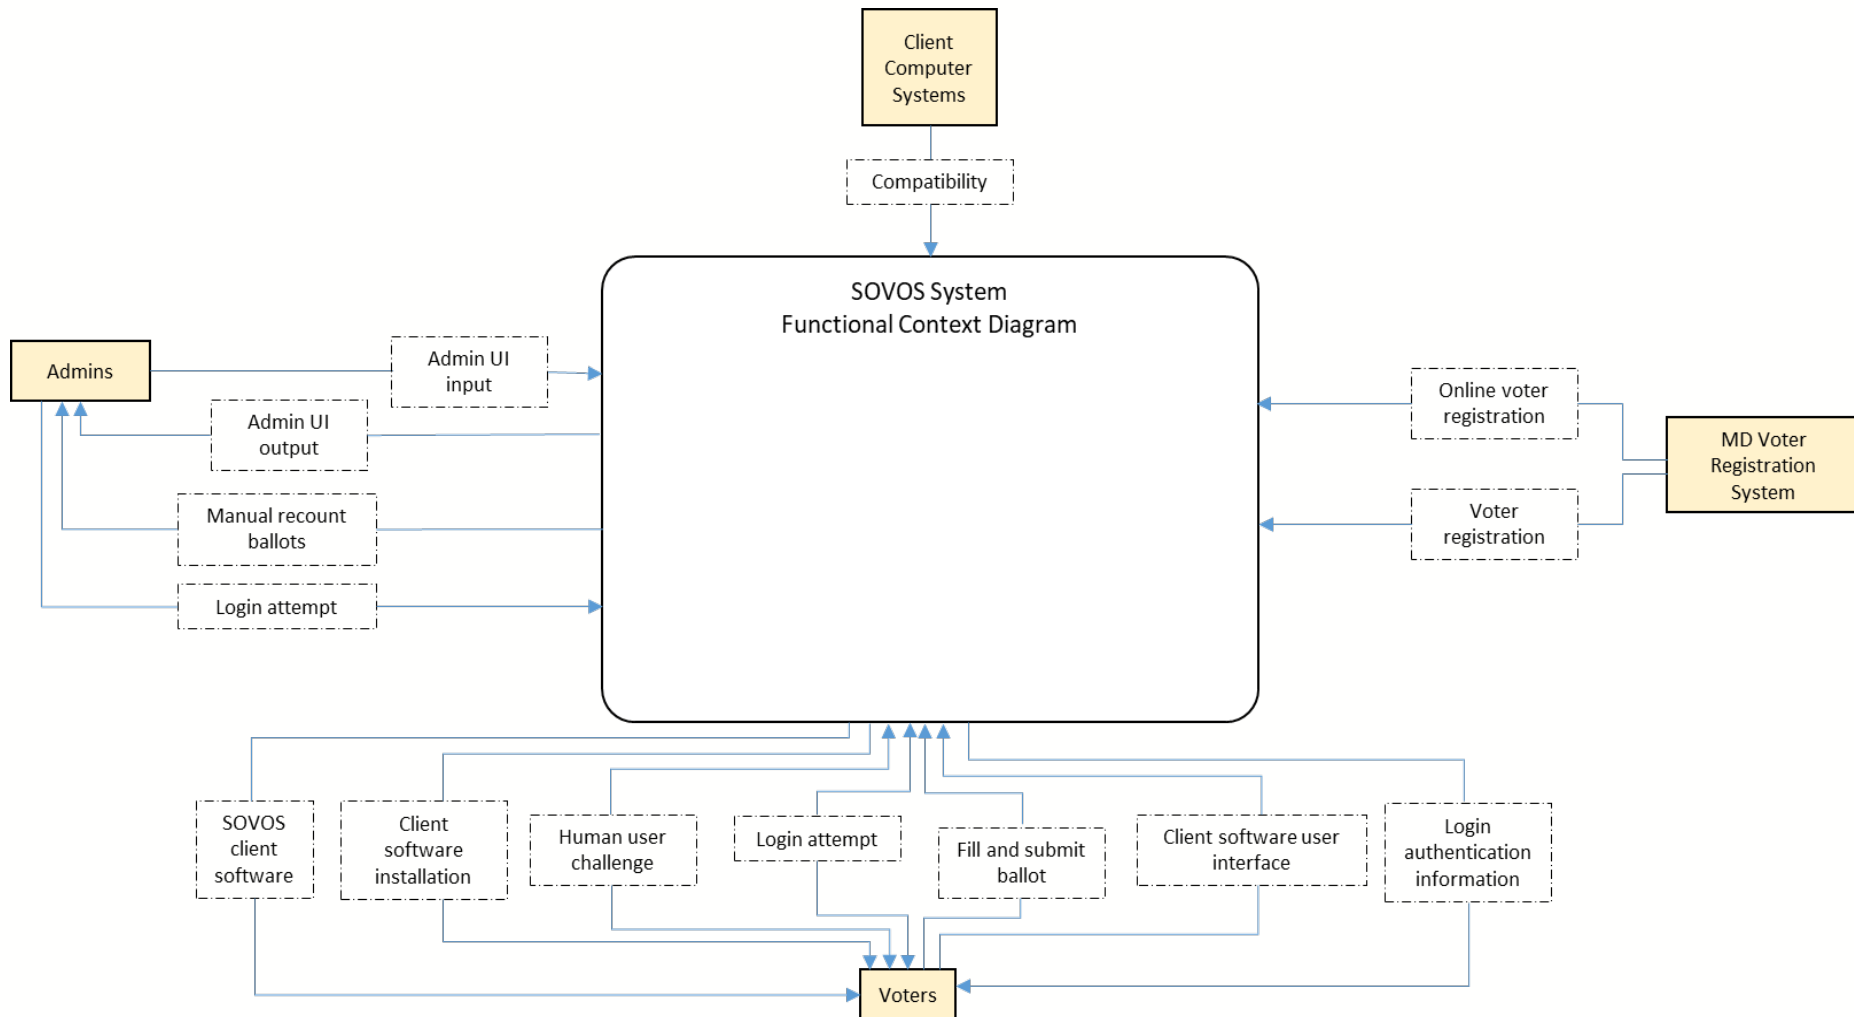 Client
Computer
Systems
Compatibility
SOVOS System
Functional Context Diagram
Admins
Admin UI
input
Admin UI
output
Manual recount
ballots
Login attempt
Online voter
registration
MD Voter
Registration
System
Voter
registration
SOVOS
client
software
Client
software
installation
Human user
challenge
Login attempt
Fill and submit
ballot
Client software user
interface
Login
authentication
information
Voters